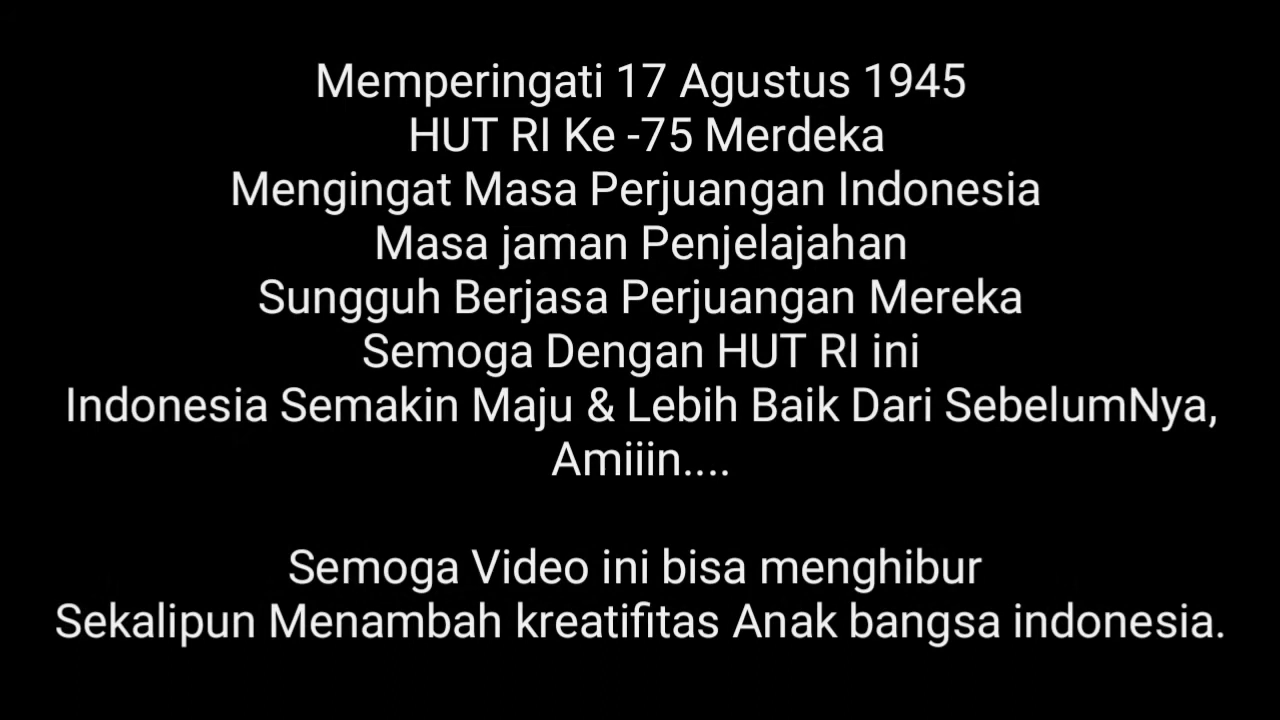 Memperingati 17 Agustus 1945
HUT RI Ke -75 Merdeka
Mengingat Masa Perjuangan Indonesia
Masa jaman Penjelajahan
Sungguh Berjasa Perjuangan Mereka
Semoga Dengan HUT RI ini
Indonesia Semakin Maju & Lebih Baik Dari SebelumNya,
Amiiin....
Semoga Video ini bisa menghibur
Sekalipun Menambah kreatifitas Anak bangsa indonesia.